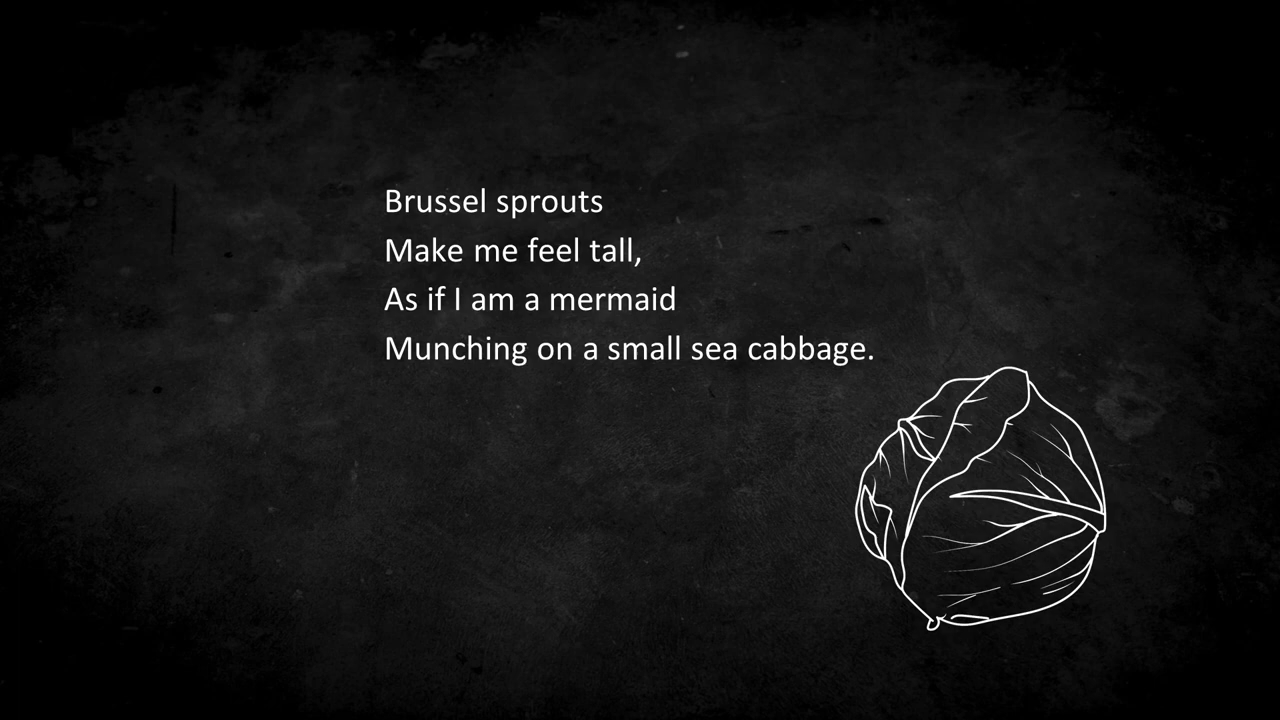 Brussel sprouts
Make me feel tall,
As if I am a mermaid
Munching on a small sea cabbage.